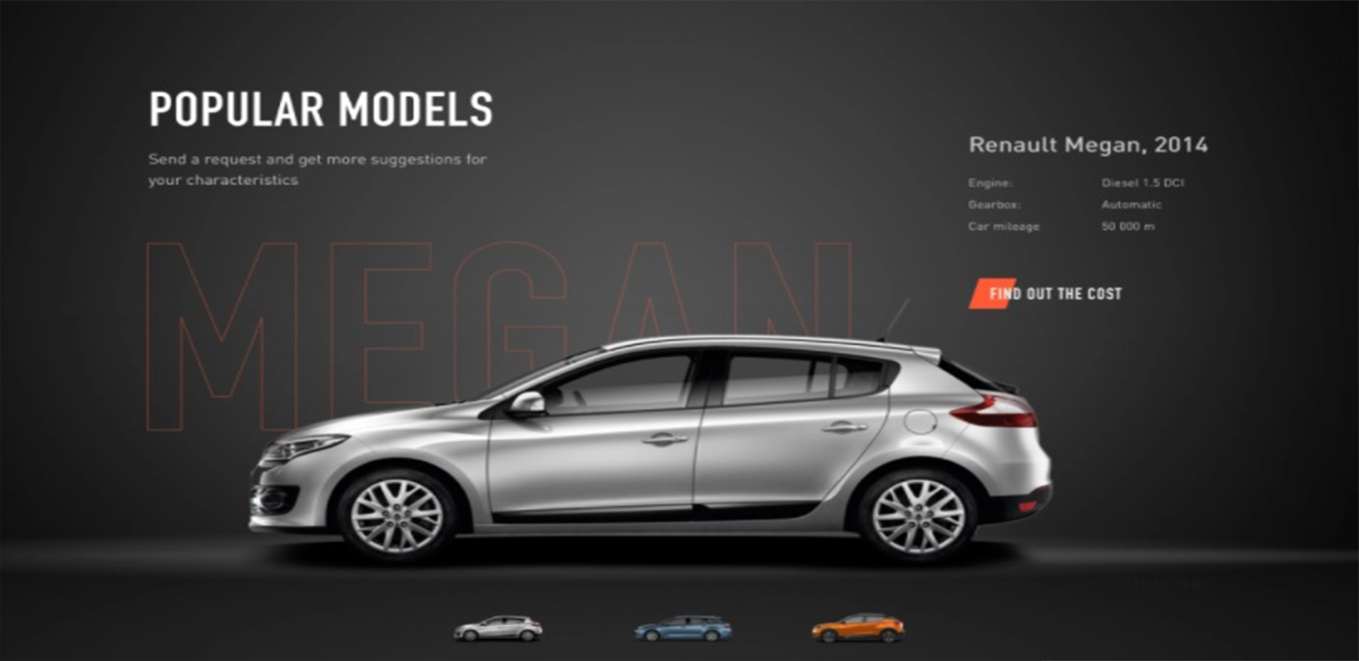 POPULAR MODELS
Send a request and get more suggestions for
your characteristics
MEGAN
Renault Megan, 2014
Engine: Diesel 1.5 DCI
Gearbox: Automatic
Car mileage 50 000 m
FIND OUT THE COST